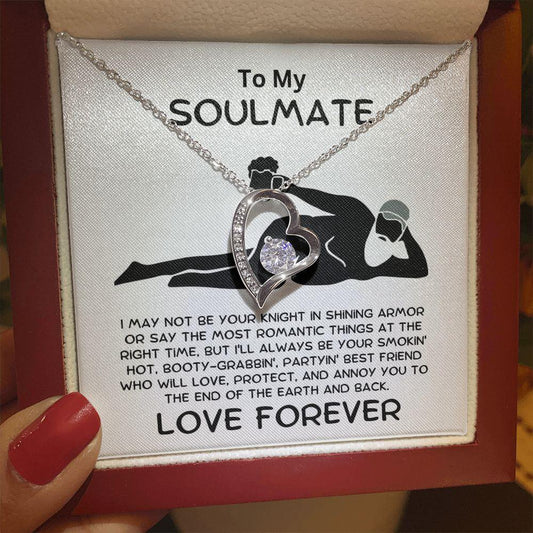 To My
SOULMATE
I MAY NOT BE YOUR KNIGHT IN SHINING ARMOR
OR SAY THE MOST ROMANTIC THINGS AT THE
RIGHT TIME, BUT I'LL ALWAYS BE YOUR SMOKIN'
HOT, BOOTY-GRABBIN', PARTYIN' BEST FRIEND
WHO WILL LOVE, PROTECT, AND ANNOY YOU TO
THE END OF THE EARTH AND BACK.
LOVE FOREVER